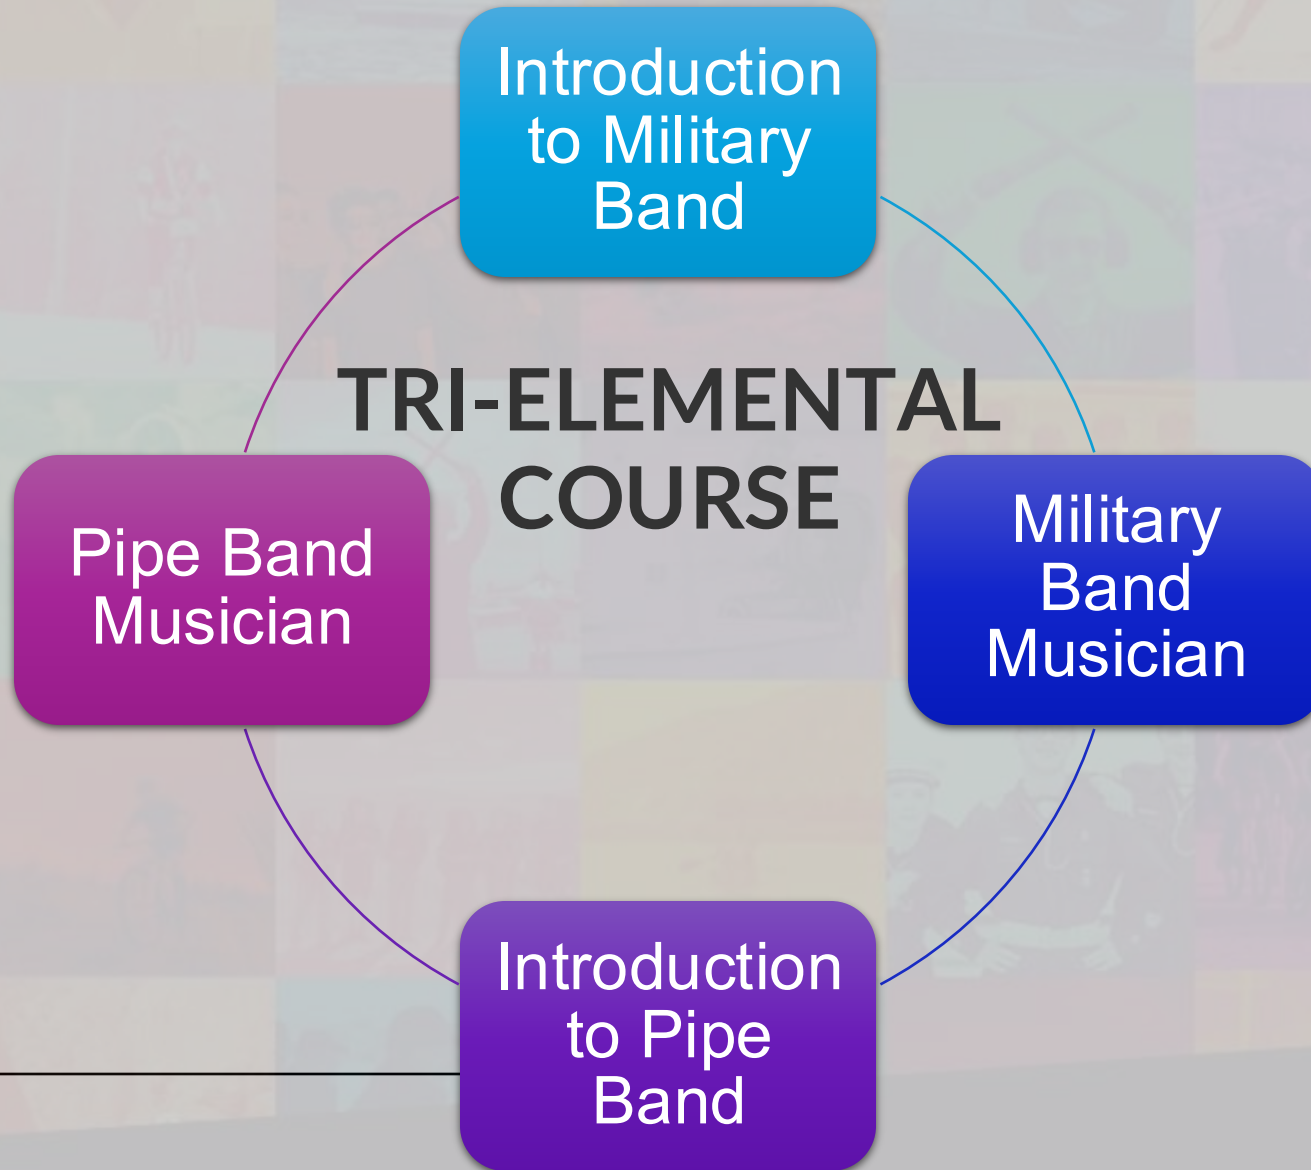 Introduction
to Military
Band
TRI-ELEMENTAL
COURSE
Pipe Band
Musician
Military
Band
Musician
Introduction
to Pipe
Band